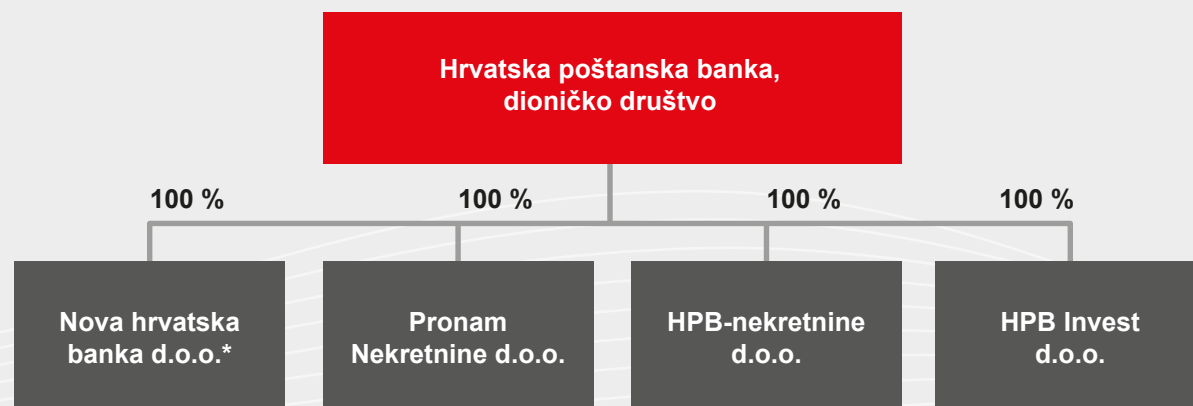 Hrvatska poštanska banka,
dioničko društvo
100 %
100 %
100 %
100 %
Nova hrvatska
banka d.o.o.*
Pronam
Nekretnine d.o.o.
HPB-nekretnine
d.o.o.
HPB Invest
d.o.o.